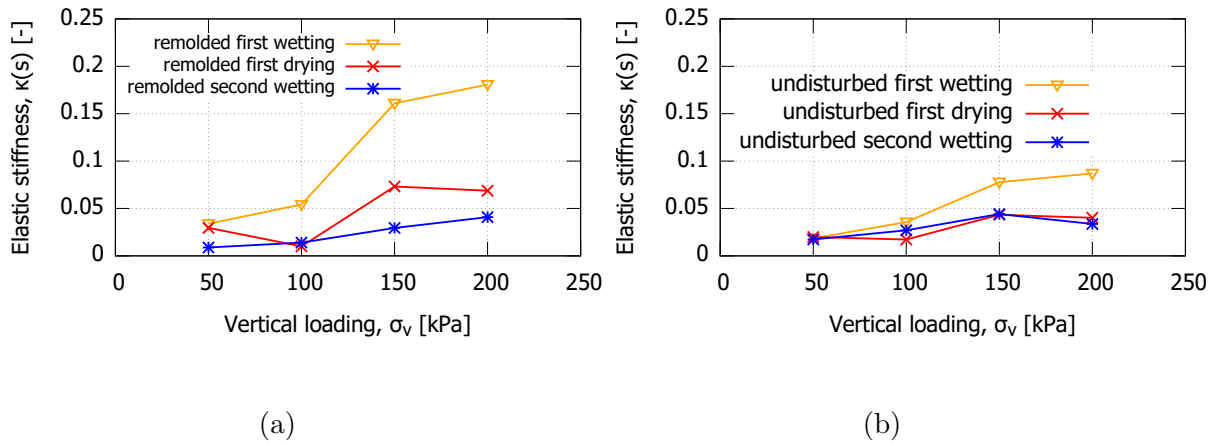 0.25
0.2
0.15
0.1
0.05
0
0 50 100 150 200 250
Elastic stiffness, κ(s) [-]
Vertical loading, σv [kPa]
remolded first wetting
remolded first drying
remolded second wetting
(a)
0.25
0.2
0.15
0.1
0.05
0
0 50 100 150 200 250
Elastic stiffness, κ(s) [-]
Vertical loading, σv [kPa]
undisturbed first wetting
undisturbed first drying
undisturbed second wetting
(b)